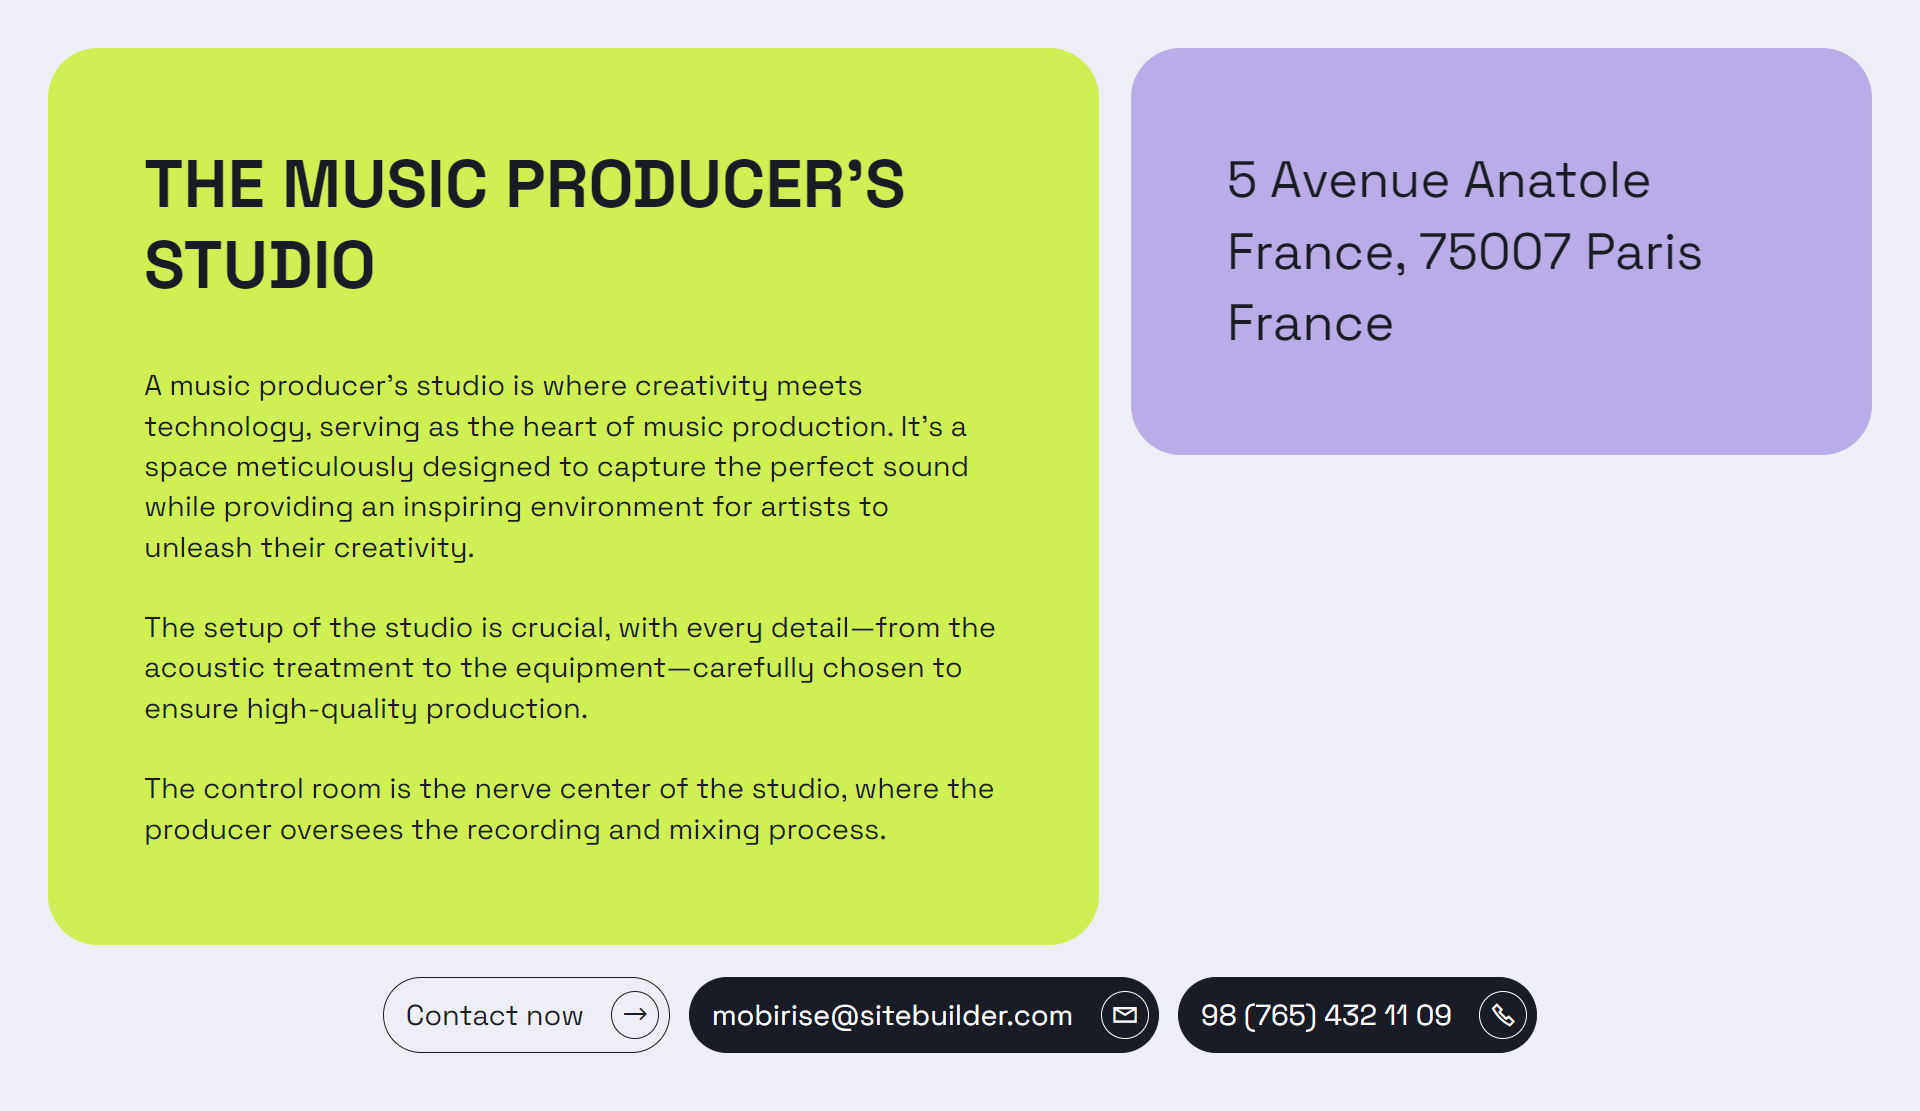 THE MUSIC PRODUCER’S
STUDIO
A music producer’s studio is where creativity meets
technology, serving as the heart of music production. It’s a
space meticulously designed to capture the perfect sound
while providing an inspiring environment for artists to
unleash their creativity.
The setup of the studio is crucial, with every detail—from the
acoustic treatment to the equipment—carefully chosen to
ensure high-quality production.
The control room is the nerve center of the studio, where the
producer oversees the recording and mixing process.
5 Avenue Anatole
France, 75007 Paris
France
Contact now
mobirise@sitebuilder.com
98 (765) 432 11 09